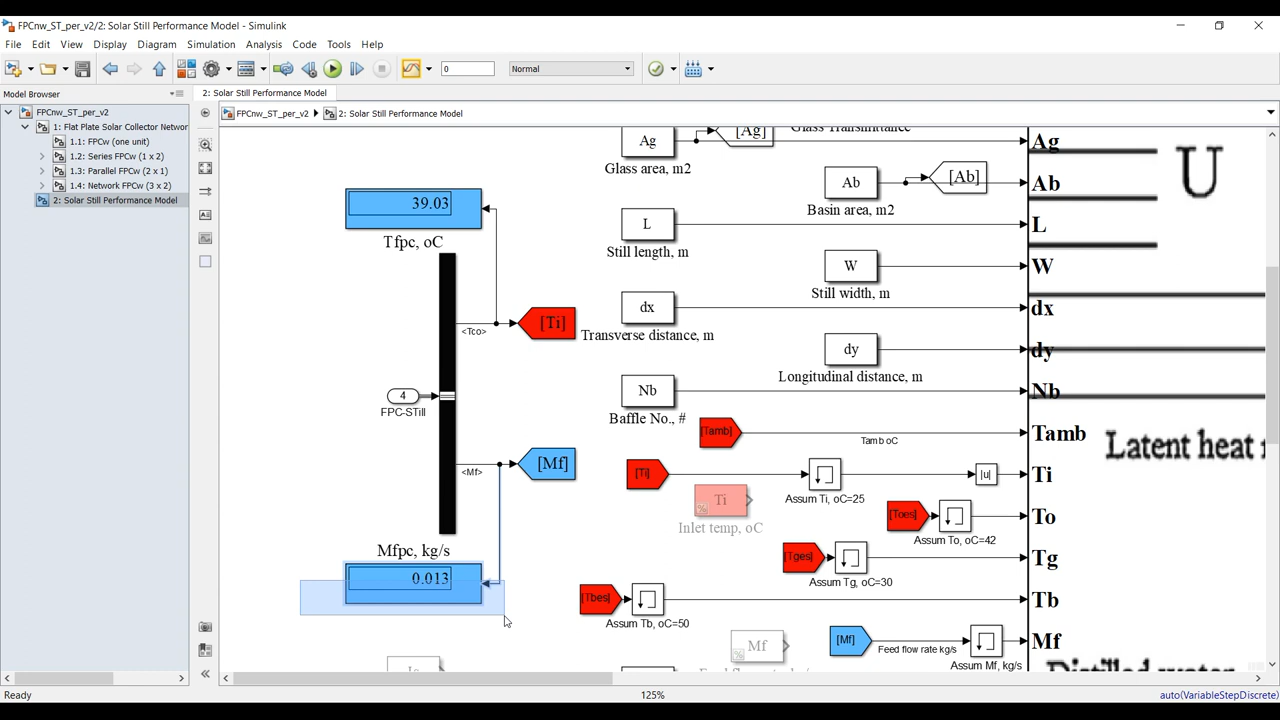 FPCnw_ST_per_v2/2: Solar Still Performance Model - Simulink
File Edit View Display Diagram Simulation Analysis Code Tools Help
0
Normal
Model Browser
2: Solar Still Performance Model
FPCnw_ST_per_v2
1: Flat Plate Solar Collector Networ
1.1: FPCw (one unit)
1.2: Series FPCw (1 x 2)
1.3: Parallel FPCw (2 x 1)
1.4: Network FPCw (3 x 2)
2: Solar Still Performance Model
FPCnw_ST_per_v2 2: Solar Still Performance Model
Glass Transmittance
Ag
[Ag]
Ag
Glass area, m2
U
Ab
[Ab]
Ab
Basin area, m2
39.03
Tfpc, oC
L
L
Still length, m
W
W
Still width, m
dx
dx
Transverse distance, m
<Tco>
[Ti]
dy
dy
Longitudinal distance, m
4
FPC-STill
Nb
Nb
Baffle No., #
[Tamb]
Tamb oC
Tamb
Latent heat
<Mf>
[Mf]
[Ti]
Assum Ti, oC=25
|u|
Ti
Ti
Inlet temp, oC
[Toes]
Assum To, oC=42
To
Mfpc, kg/s
0.013
[Tges]
Assum Tg, oC=30
Tg
[Tbes]
Assum Tb, oC=50
Tb
Mf
[Mf]
Feed flow rate kg/s
Assum Mf, kg/s
Mf
Distilled water
Ready
125%
auto(VariableStepDiscrete)